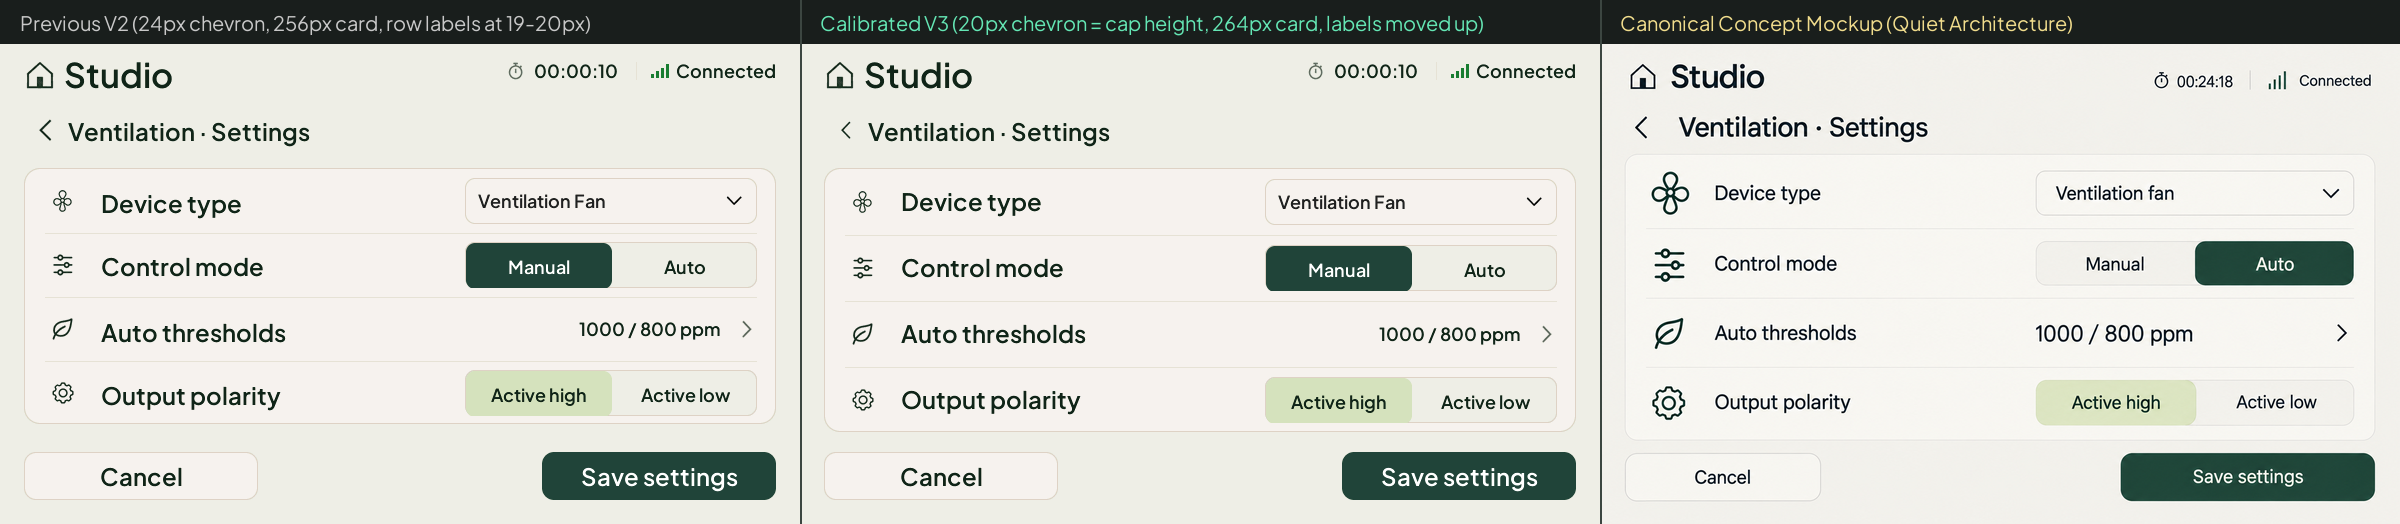 Previous V2 (24px chevron, 256px card, row labels at 19-20px)
Studio
00:00:10
Connected
Ventilation · Settings
Device type
Ventilation Fan
Control mode
Manual
Auto
Auto thresholds
1000 / 800 ppm
Output polarity
Active high
Active low
Cancel
Save settings
Calibrated V3 (20px chevron = cap height, 264px card, labels moved up)
Studio
00:00:10
Connected
Ventilation · Settings
Device type
Ventilation Fan
Control mode
Manual
Auto
Auto thresholds
1000 / 800 ppm
Output polarity
Active high
Active low
Cancel
Save settings
Canonical Concept Mockup (Quiet Architecture)
Studio
00:24:18
Connected
Ventilation · Settings
Device type
Ventilation fan
Control mode
Manual
Auto
Auto thresholds
1000 / 800 ppm
Output polarity
Active high
Active low
Cancel
Save settings